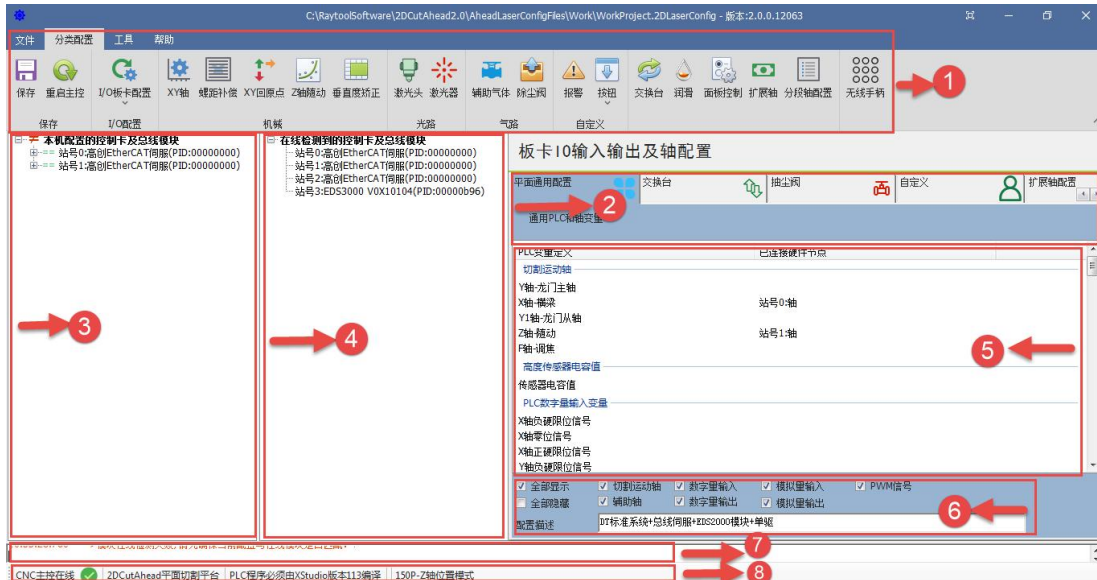 C:\RaytoolSoftware\2DCutAhead2.0\AheadLaserConfigFiles\Work\WorkProject.2DLaserConfig - 版本:2.0.0.12063
文件 分类配置 工具 帮助
保存 重启主控 I/O板卡配置 XY轴 螺距补偿 XY回原点 Z轴随动 垂直度矫正 激光头 激光器 辅助气体 除尘阀 报警 按钮 交换台 润滑 面板控制 扩展轴 分段轴配置 无线手柄
保存 I/O配置 机械 光路 气路 自定义
1
本机配置的控制卡及总线模块
站号0:高创EtherCAT伺服(PID:00000000)
站号1:高创EtherCAT伺服(PID:00000000)
3
在线检测到的控制卡及总线模块
站号0:高创EtherCAT伺服(PID:00000000)
站号1:高创EtherCAT伺服(PID:00000000)
站号2:高创EtherCAT伺服(PID:00000000)
站号3:EDS3000 V0X10104(PID:00000b96)
4
板卡IO输入输出及轴配置
平面通用配置 交换台 抽尘阀 自定义 扩展轴配置
2
通用PLC和轴变量
PLC变量定义 已连接硬件节点
切割运动轴
Y轴-龙门主轴
X轴-横梁 站号0:轴
Y1轴-龙门从轴
Z轴-随动 站号1:轴
F轴-调焦
5
高度传感器电容值
传感器电容值
PLC数字量输入变量
X轴负硬限位信号
X轴零位信号
X轴正硬限位信号
Y轴负硬限位信号
全部显示 切割运动轴 数字量输入 模拟量输入 PWM信号
全部隐藏 辅助轴 数字量输出 模拟量输出
6
配置描述 DT标准系统+总线伺服+EDS2000模块+单驱
7
CNC主控在线 2DCutAhead平面切割平台 PLC程序必须由XStudio版本113编译 150P-Z轴位置模式
8